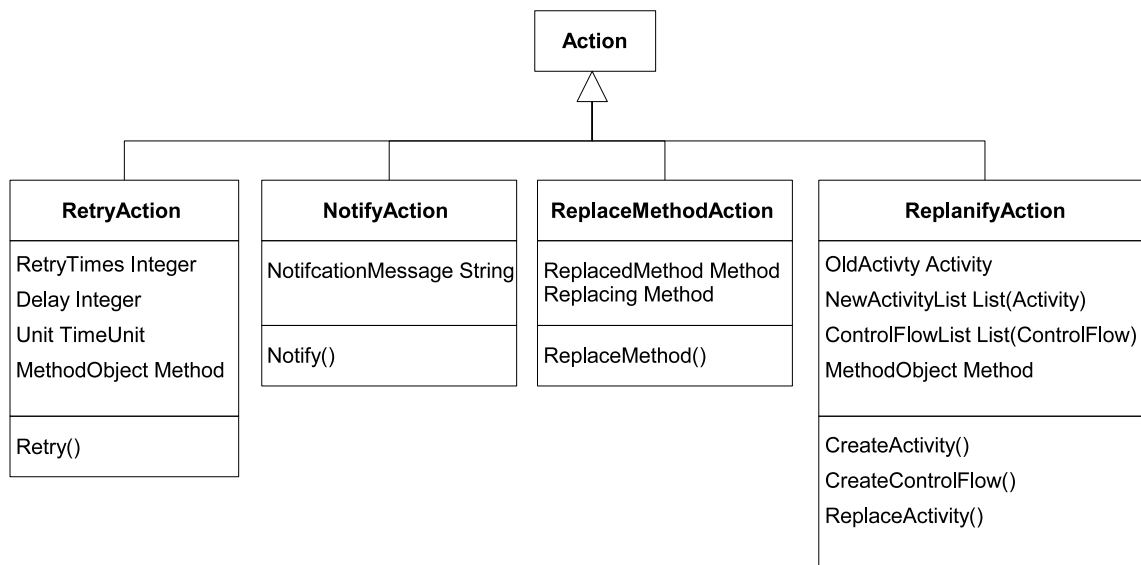 Action
RetryAction
RetryTimes Integer
Delay Integer
Unit TimeUnit
MethodObject Method
Retry()
NotifyAction
NotifcationMessage String
Notify()
ReplaceMethodAction
ReplacedMethod Method
Replacing Method
ReplaceMethod()
ReplanifyAction
OldActivty Activity
NewActivityList List(Activity)
ControlFlowList List(ControlFlow)
MethodObject Method
CreateActivity()
CreateControlFlow()
ReplaceActivity()